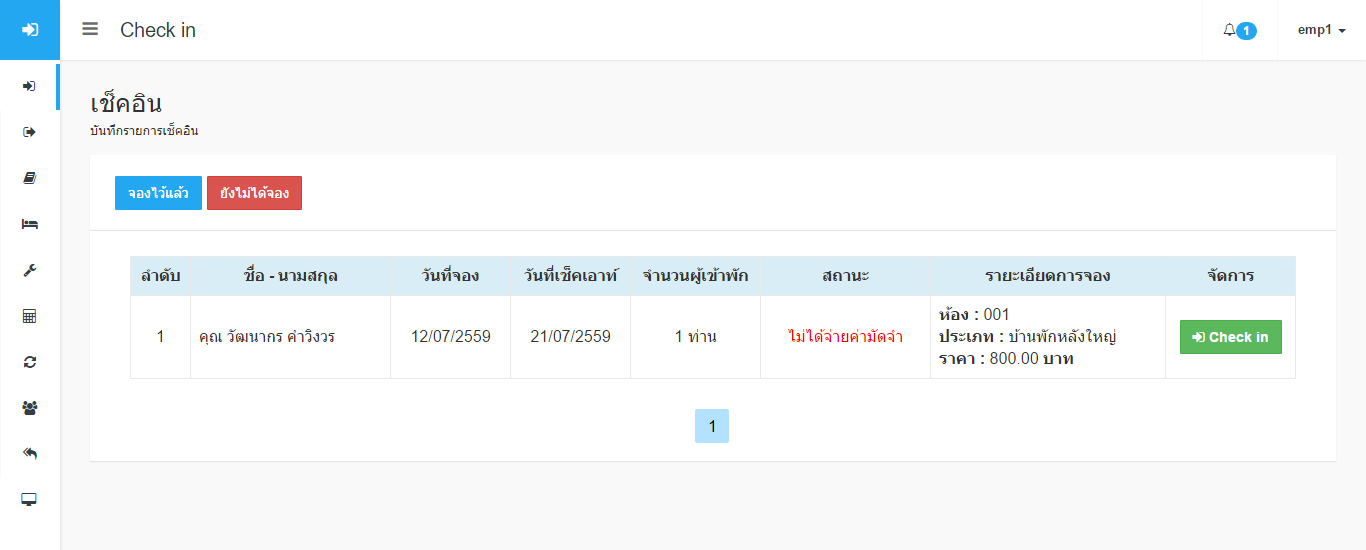 Check in
1
emp1
เช็คอิน
บันทึกรายการเช็คอิน
จองไว้แล้ว
ยังไม่ได้จอง
ลำดับ ชื่อ - นามสกุล วันที่จอง วันที่เช็คเอาท์ จำนวนผู้เข้าพัก สถานะ รายะเอียดการจอง จัดการ
1 คุณ วัฒนากร คำวิงวร 12/07/2559 21/07/2559 1 ท่าน ไม่ได้จ่ายค่ามัดจำ
ห้อง : 001
ประเภท : บ้านพักหลังใหญ่
ราคา : 800.00 บาท
Check in
1